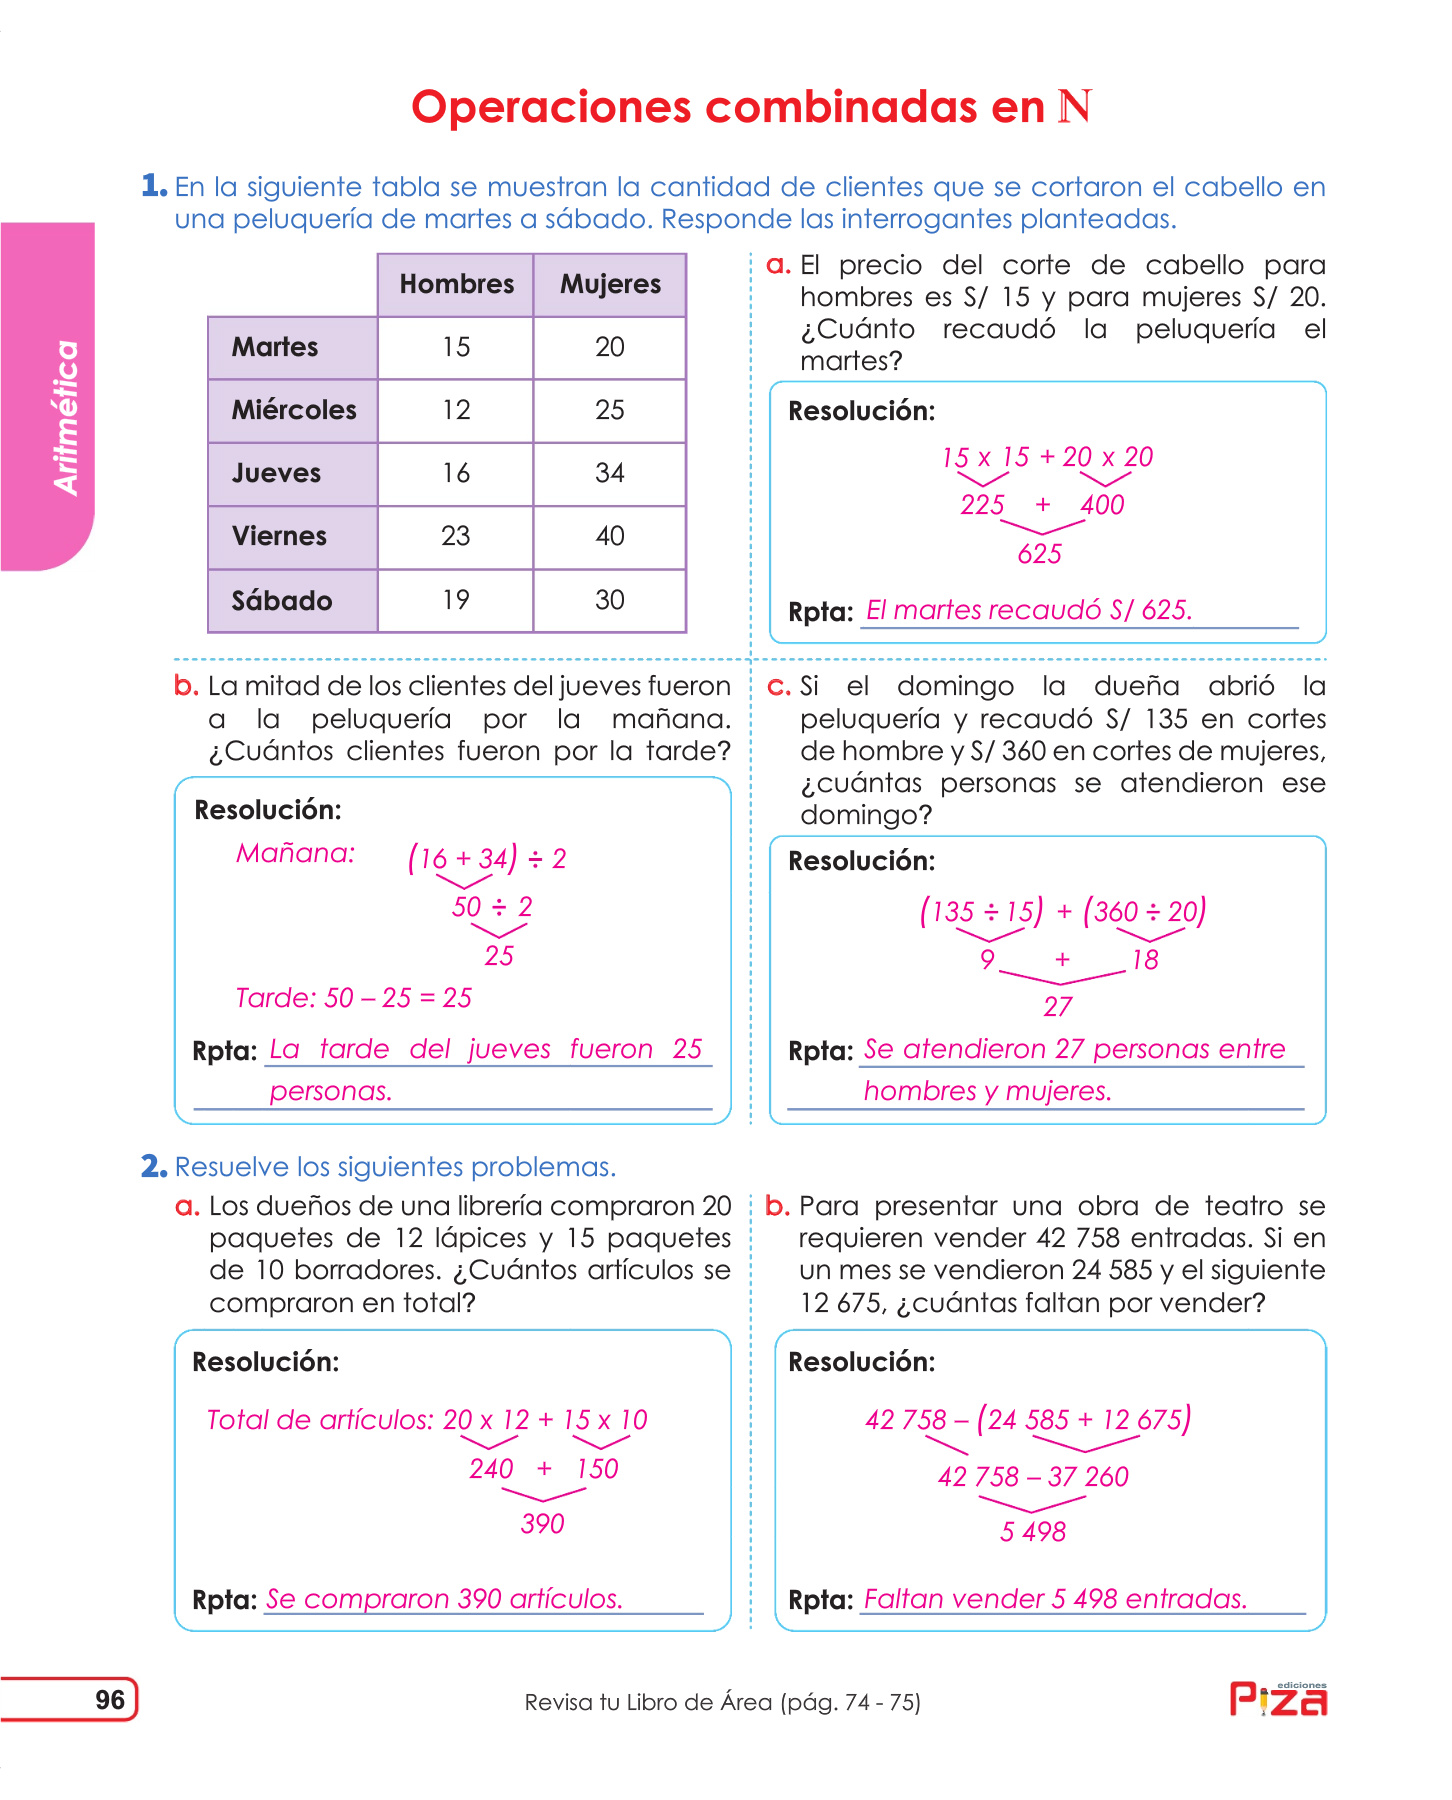 Operaciones combinadas en ℕ
1. En la siguiente tabla se muestran la cantidad de clientes que se cortaron el cabello en
una peluquería de martes a sábado. Responde las interrogantes planteadas.
Aritmética
Hombres Mujeres
Martes 15 20
Miércoles 12 25
Jueves 16 34
Viernes 23 40
Sábado 19 30
a. El precio del corte de cabello para
hombres es S/ 15 y para mujeres S/ 20.
¿Cuánto recaudó la peluquería el
martes?
Resolución:
15 x 15 + 20 x 20
225 + 400
625
Rpta: El martes recaudó S/ 625.
b. La mitad de los clientes del jueves fueron
a la peluquería por la mañana.
¿Cuántos clientes fueron por la tarde?
Resolución:
Mañana: (16 + 34) ÷ 2
50 ÷ 2
25
Tarde: 50 – 25 = 25
Rpta: La tarde del jueves fueron 25
personas.
c. Si el domingo la dueña abrió la
peluquería y recaudó S/ 135 en cortes
de hombre y S/ 360 en cortes de mujeres,
¿cuántas personas se atendieron ese
domingo?
Resolución:
(135 ÷ 15) + (360 ÷ 20)
9 + 18
27
Rpta: Se atendieron 27 personas entre
hombres y mujeres.
2. Resuelve los siguientes problemas.
a. Los dueños de una librería compraron 20
paquetes de 12 lápices y 15 paquetes
de 10 borradores. ¿Cuántos artículos se
compraron en total?
Resolución:
Total de artículos: 20 x 12 + 15 x 10
240 + 150
390
Rpta: Se compraron 390 artículos.
b. Para presentar una obra de teatro se
requieren vender 42 758 entradas. Si en
un mes se vendieron 24 585 y el siguiente
12 675, ¿cuántas faltan por vender?
Resolución:
42 758 – (24 585 + 12 675)
42 758 – 37 260
5 498
Rpta: Faltan vender 5 498 entradas.
96
Revisa tu Libro de Área (pág. 74 - 75)
ediciones
Piza